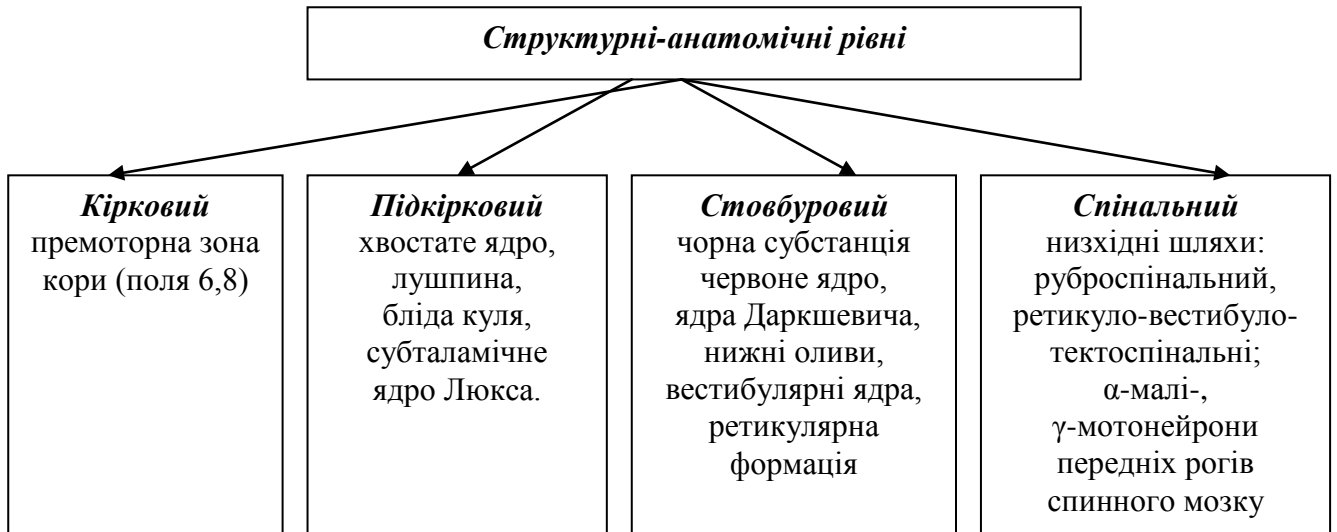 Структурні-анатомічні рівні
Кірковий
премоторна зона
кори (поля 6,8)
Підкірковий
хвостате ядро,
лушпина,
бліда куля,
субталамічне
ядро Люкса.
Стовбуровий
чорна субстанція
червоне ядро,
ядра Даркшевича,
нижні оливи,
вестибулярні ядра,
ретикулярна
формація
Спінальний
низхідні шляхи:
руброспінальний,
ретикуло-вестибуло-
тектоспінальні;
α-малі-,
γ-мотонейрони
передніх рогів
спинного мозку